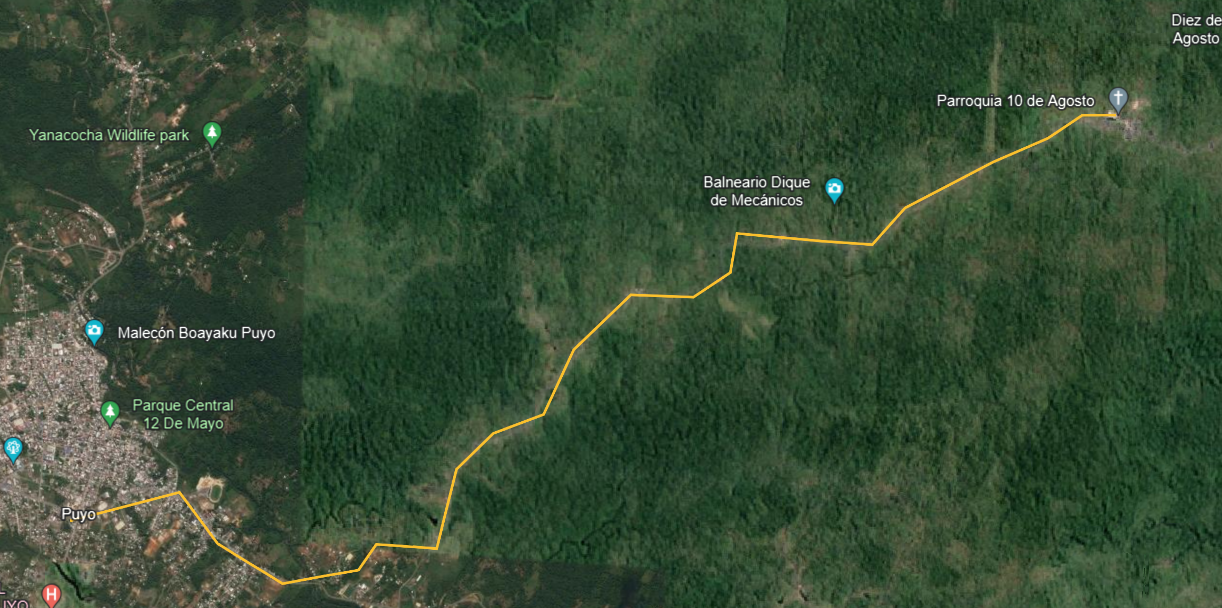 Diez de
Agosto
Parroquia 10 de Agosto
Yanacocha Wildlife park
Balneario Dique
de Mecánicos
Malecón Boayaku Puyo
Parque Central
12 De Mayo
Puyo
H